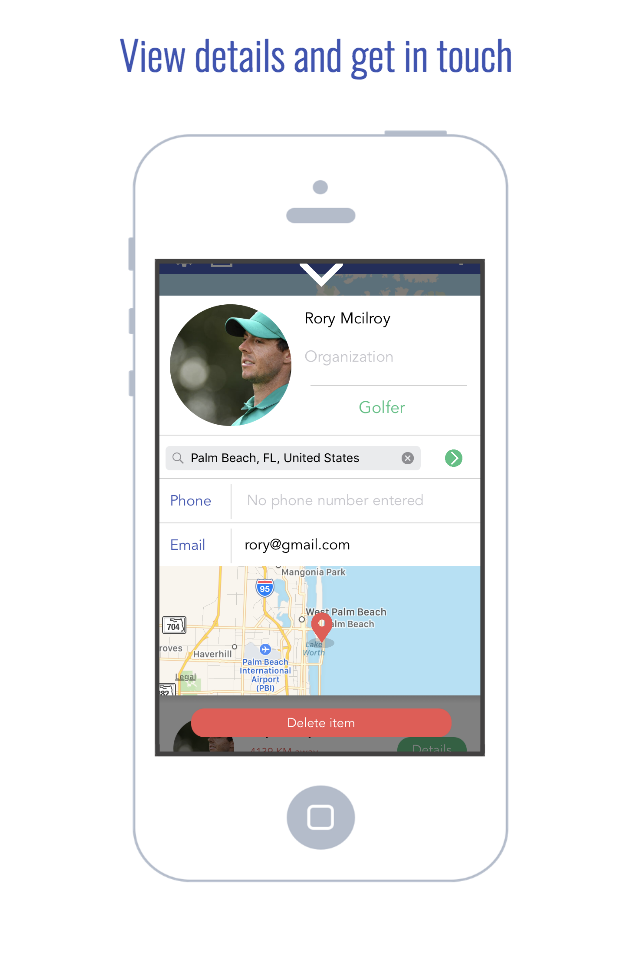 View details and get in touch
Rory Mcilroy
Organization
Golfer
Palm Beach, FL, United States
Phone
No phone number entered
Email
rory@gmail.com
Mangonia Park
95
West Palm Beach
Palm Beach
704
Haverhill
Lake
Worth
Palm Beach
International
Airport
(PBI)
Legal
Delete item
Details